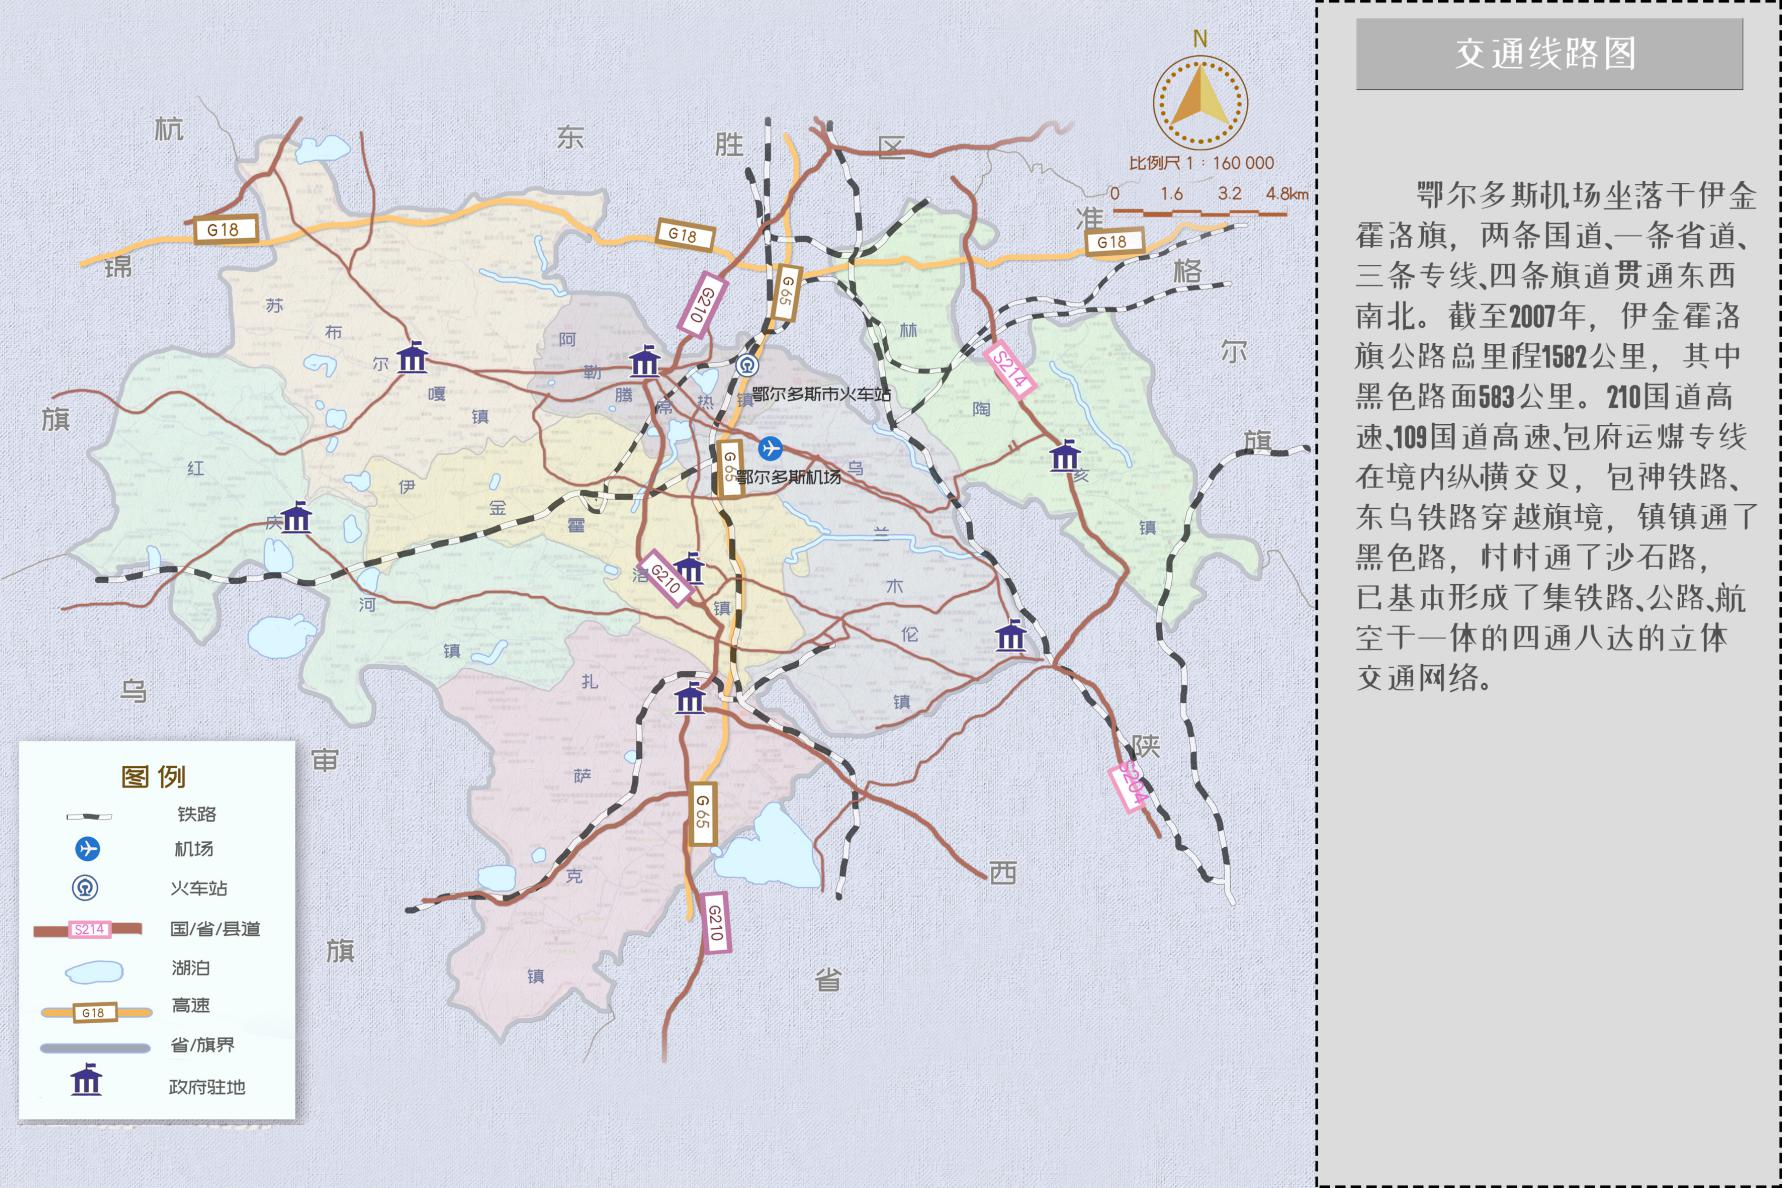 交通线路图
鄂尔多斯机场坐落于伊金
霍洛旗，两条国道、一条省道、
三条专线、四条旗道贯通东西
南北。截至2007年，伊金霍洛
旗公路总里程1582公里，其中
黑色路面583公里。210国道高
速、109国道高速、包府运煤专线
在境内纵横交叉，包神铁路、
东乌铁路穿越旗境，镇镇通了
黑色路，村村通了沙石路，
已基本形成了集铁路、公路、航
空于一体的四通八达的立体
交通网络。
N
比例尺 1：160 000
0 1.6 3.2 4.8km
杭锦旗
东胜区
准格尔旗
乌审旗
陕西省
苏布尔嘎镇
阿勒腾席热镇
红庆河镇
伊金霍洛镇
乌兰木伦镇
札萨克镇
林陶亥镇
鄂尔多斯市火车站
鄂尔多斯机场
G18
G18
G18
G210
G65
S214
G65
G210
G65
G210
S204
图例
铁路
机场
火车站
S214 国/省/县道
湖泊
G18 高速
省/旗界
政府驻地